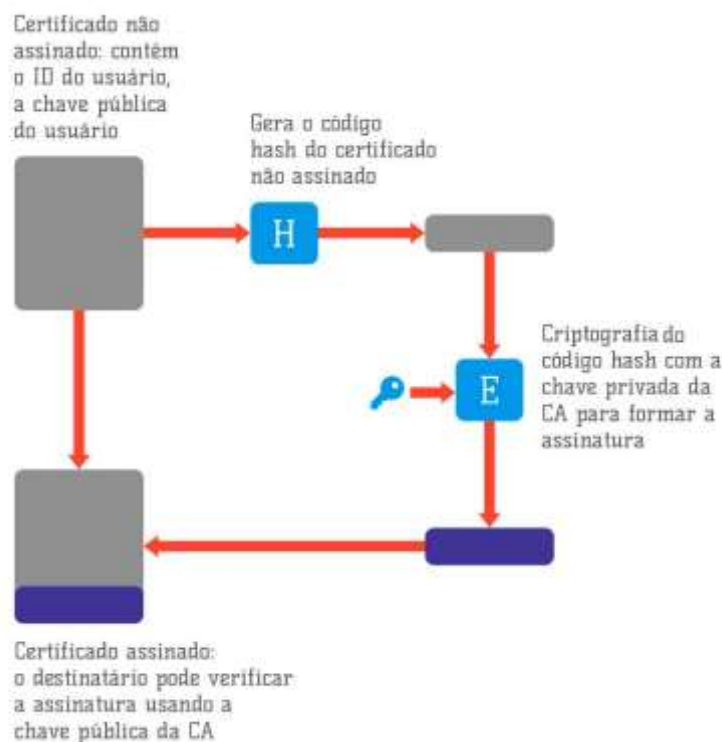 Certificado não
assinado: contém
o ID do usuário,
a chave pública
do usuário
Gera o código
hash do certificado
não assinado
H
Criptografia do
código hash com a
chave privada da
CA para formar a
assinatura
E
Certificado assinado:
o destinatário pode verificar
a assinatura usando a
chave pública da CA